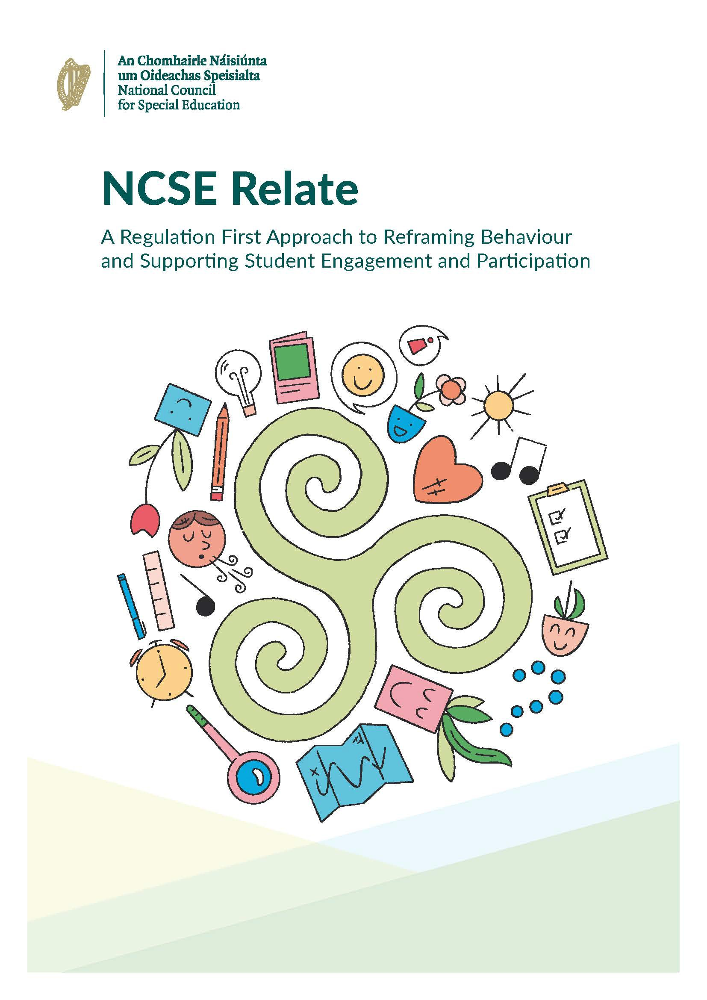 An Chomhairle Náisiúnta
um Oideachas Speisialta
National Council
for Special Education
NCSE Relate
A Regulation First Approach to Reframing Behaviour
and Supporting Student Engagement and Participation